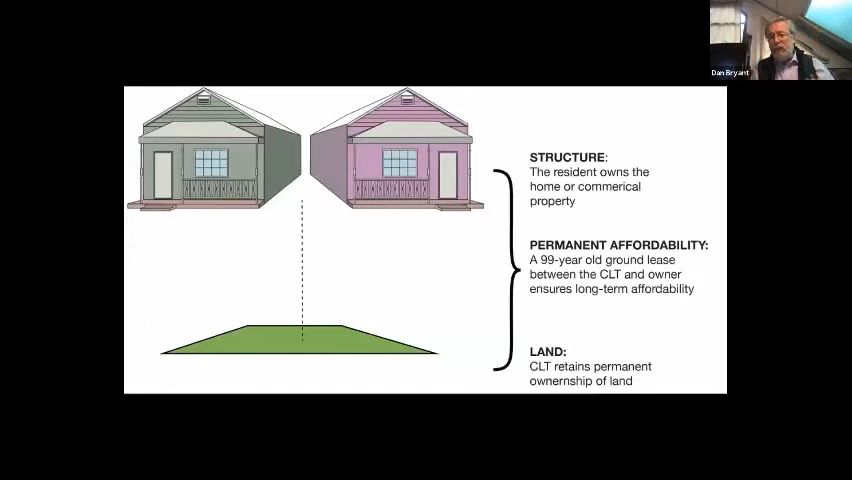 Dan Bryant
STRUCTURE:
The resident owns the
home or commerical
property
PERMANENT AFFORDABILITY:
A 99-year old ground lease
between the CLT and owner
ensures long-term affordability
LAND:
CLT retains permanent
ownernship of land